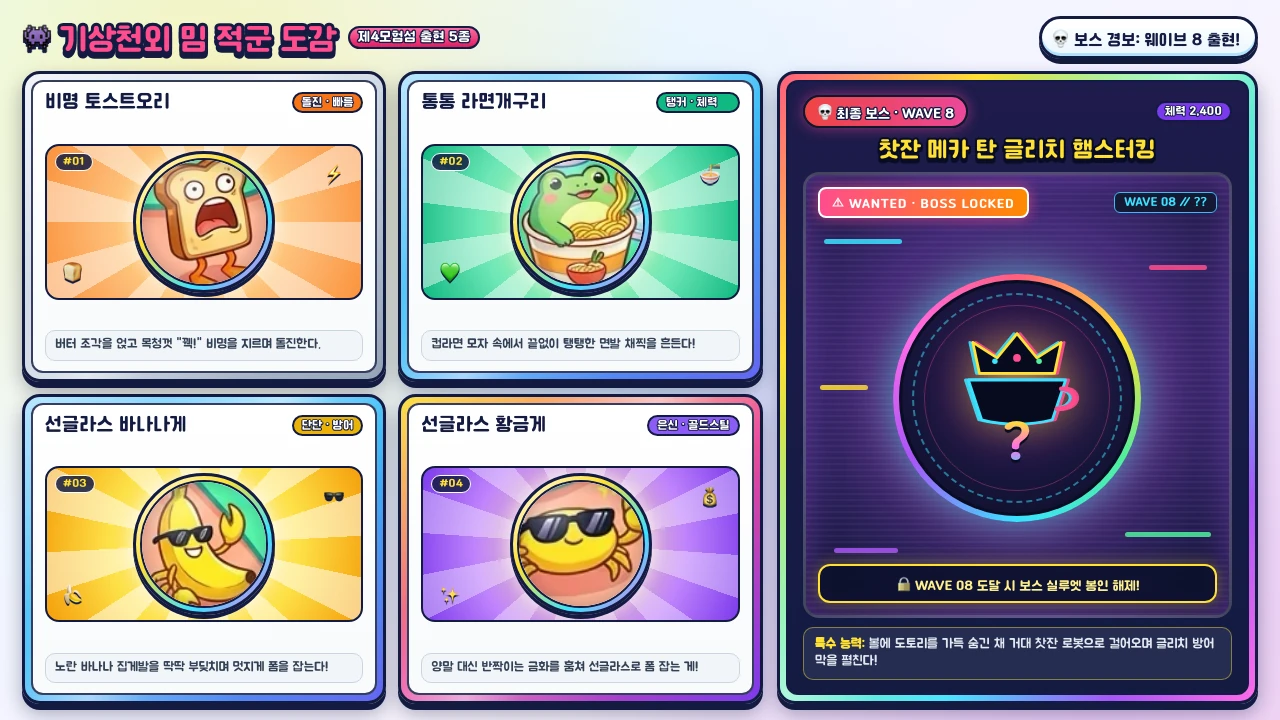 기상천외 밈 적군 도감
제4모험섬 출현 5종
보스 경보: 웨이브 8 출현!
비명 토스트오리
돌진 · 빠름
#01
버터 조각을 얹고 목청껏 "꽥!" 비명을 지르며 돌진한다.
통통 라면개구리
탱커 · 체력
#02
컵라면 모자 속에서 끝없이 탱탱한 면발 채찍을 흔든다!
선글라스 바나나게
단단 · 방어
#03
노란 바나나 집게발을 딱딱 부딪치며 멋지게 폼을 잡는다!
선글라스 황금게
은신 · 골드스틸
#04
양말 대신 반짝이는 금화를 훔쳐 선글라스로 폼 잡는 게!
최종 보스 · WAVE 8
체력 2,400
찻잔 메카 탄 글리치 햄스터킹
⚠ WANTED · BOSS LOCKED
WAVE 08 // ??
?
WAVE 08 도달 시 보스 실루엣 봉인 해제!
특수 능력: 볼에 도토리를 가득 숨긴 채 거대 찻잔 로봇으로 걸어오며 글리치 방어
막을 펼친다!